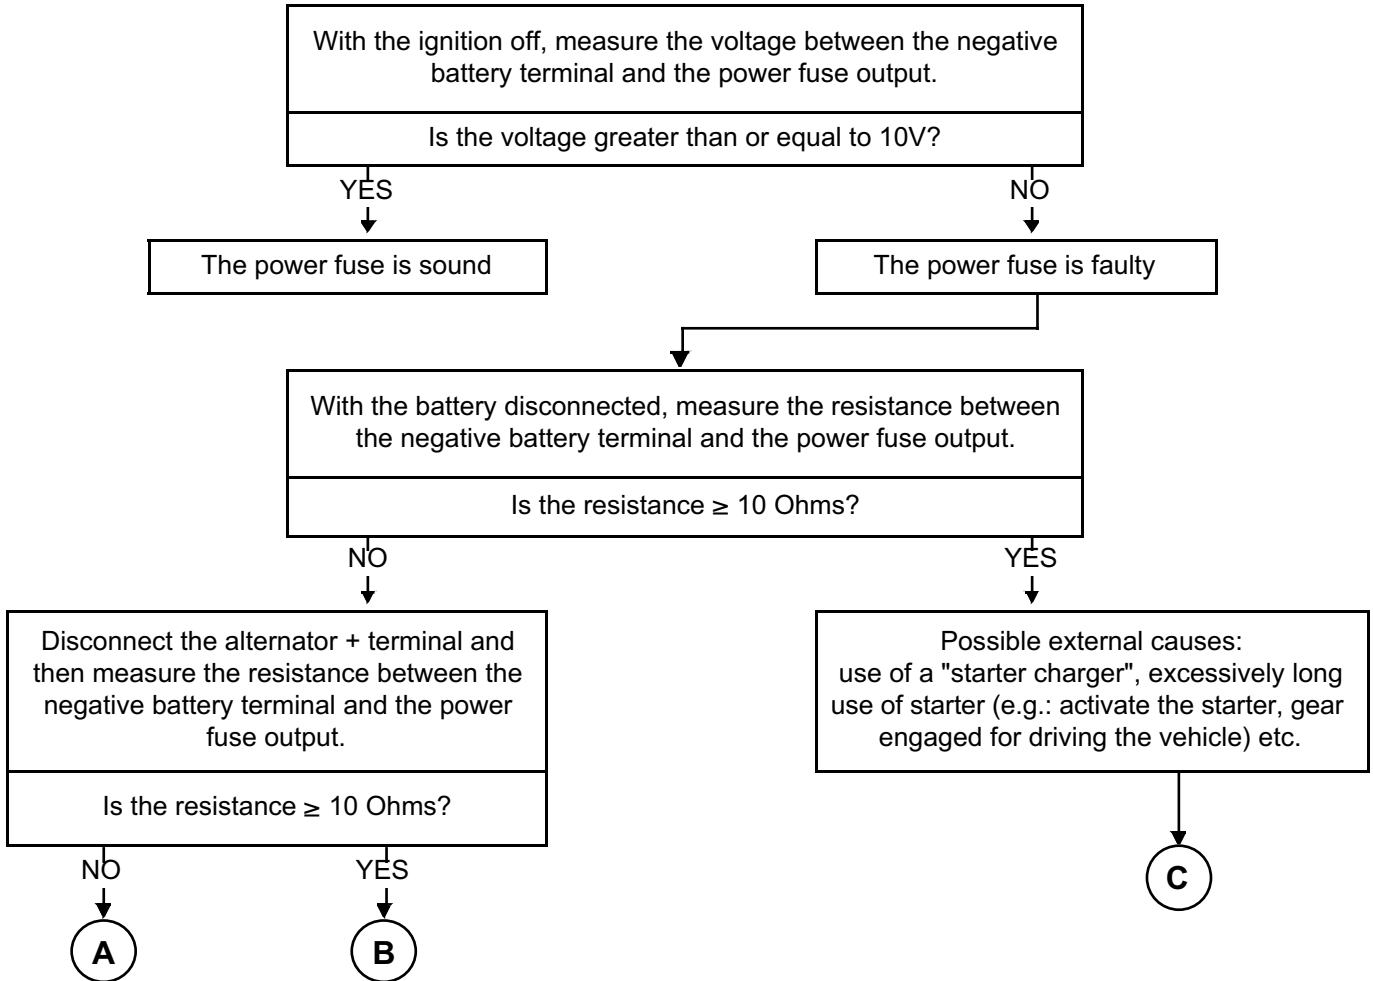 With the ignition off, measure the voltage between the negative
battery terminal and the power fuse output.
Is the voltage greater than or equal to 10V?
YES
NO
The power fuse is sound
The power fuse is faulty
With the battery disconnected, measure the resistance between
the negative battery terminal and the power fuse output.
Is the resistance ≥ 10 Ohms?
NO
YES
Disconnect the alternator + terminal and
then measure the resistance between the
negative battery terminal and the power
fuse output.
Is the resistance ≥ 10 Ohms?
Possible external causes:
use of a "starter charger", excessively long
use of starter (e.g.: activate the starter, gear
engaged for driving the vehicle) etc.
NO
YES
C
A
B